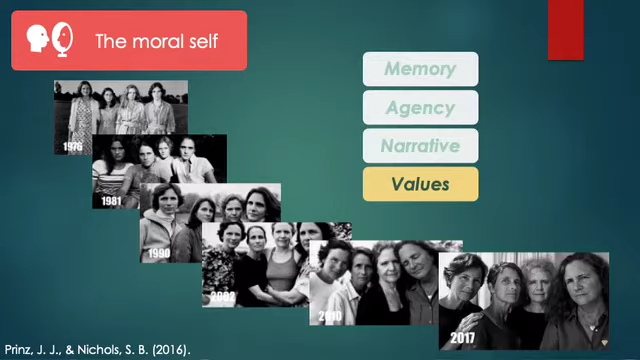 The moral self
Memory
Agency
Narrative
Values
1976
1981
1990
2002
2010
2017
Prinz, J. J., & Nichols, S. B. (2016).